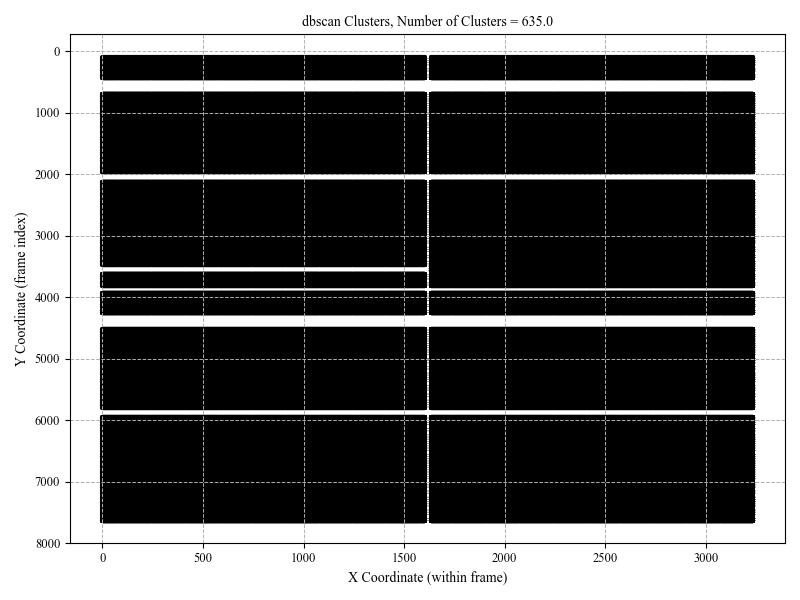 dbscan Clusters, Number of Clusters = 635.0
0
1000
2000
3000
4000
5000
6000
7000
8000
Y Coordinate (frame index)
0 500 1000 1500 2000 2500 3000
X Coordinate (within frame)